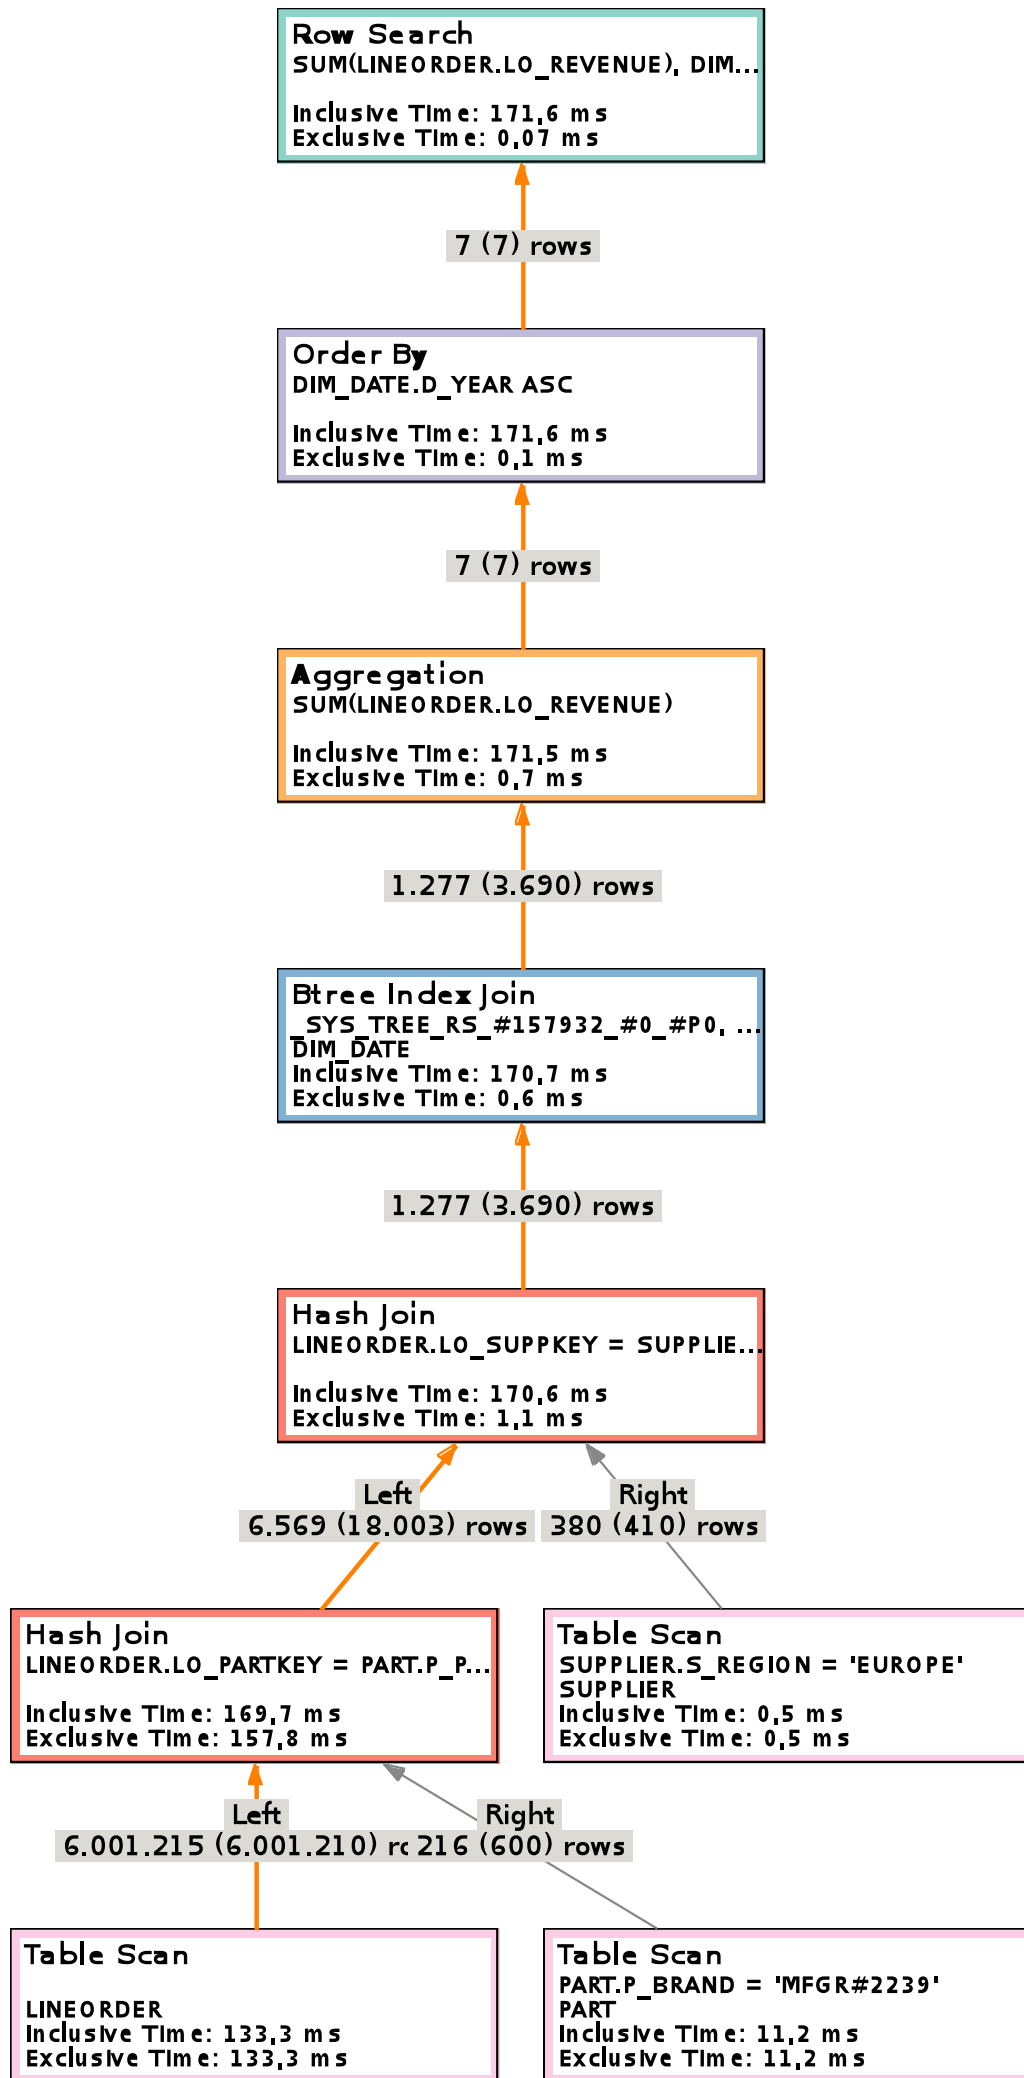 Row Search
SUM(LINEORDER.LO_REVENUE), DIM...
Inclusive Time: 171,6 ms
Exclusive Time: 0,07 ms
7 (7) rows
Order By
DIM_DATE.D_YEAR ASC
Inclusive Time: 171,6 ms
Exclusive Time: 0,1 ms
7 (7) rows
Aggregation
SUM(LINEORDER.LO_REVENUE)
Inclusive Time: 171,5 ms
Exclusive Time: 0,7 ms
1.277 (3.690) rows
Btree Index Join
_SYS_TREE_RS_#157932_#0_#P0, ...
DIM_DATE
Inclusive Time: 170,7 ms
Exclusive Time: 0,6 ms
1.277 (3.690) rows
Hash Join
LINEORDER.LO_SUPPKEY = SUPPLIE...
Inclusive Time: 170,6 ms
Exclusive Time: 1,1 ms
Left
6.569 (18.003) rows
Right
380 (410) rows
Hash Join
LINEORDER.LO_PARTKEY = PART.P_P...
Inclusive Time: 169,7 ms
Exclusive Time: 157,8 ms
Table Scan
SUPPLIER.S_REGION = 'EUROPE'
SUPPLIER
Inclusive Time: 0,5 ms
Exclusive Time: 0,5 ms
Left
6.001.215 (6.001.210)
Right
216 (600) rows
Table Scan
LINEORDER
Inclusive Time: 133,3 ms
Exclusive Time: 133,3 ms
Table Scan
PART.P_BRAND = 'MFGR#2239'
PART
Inclusive Time: 11,2 ms
Exclusive Time: 11,2 ms